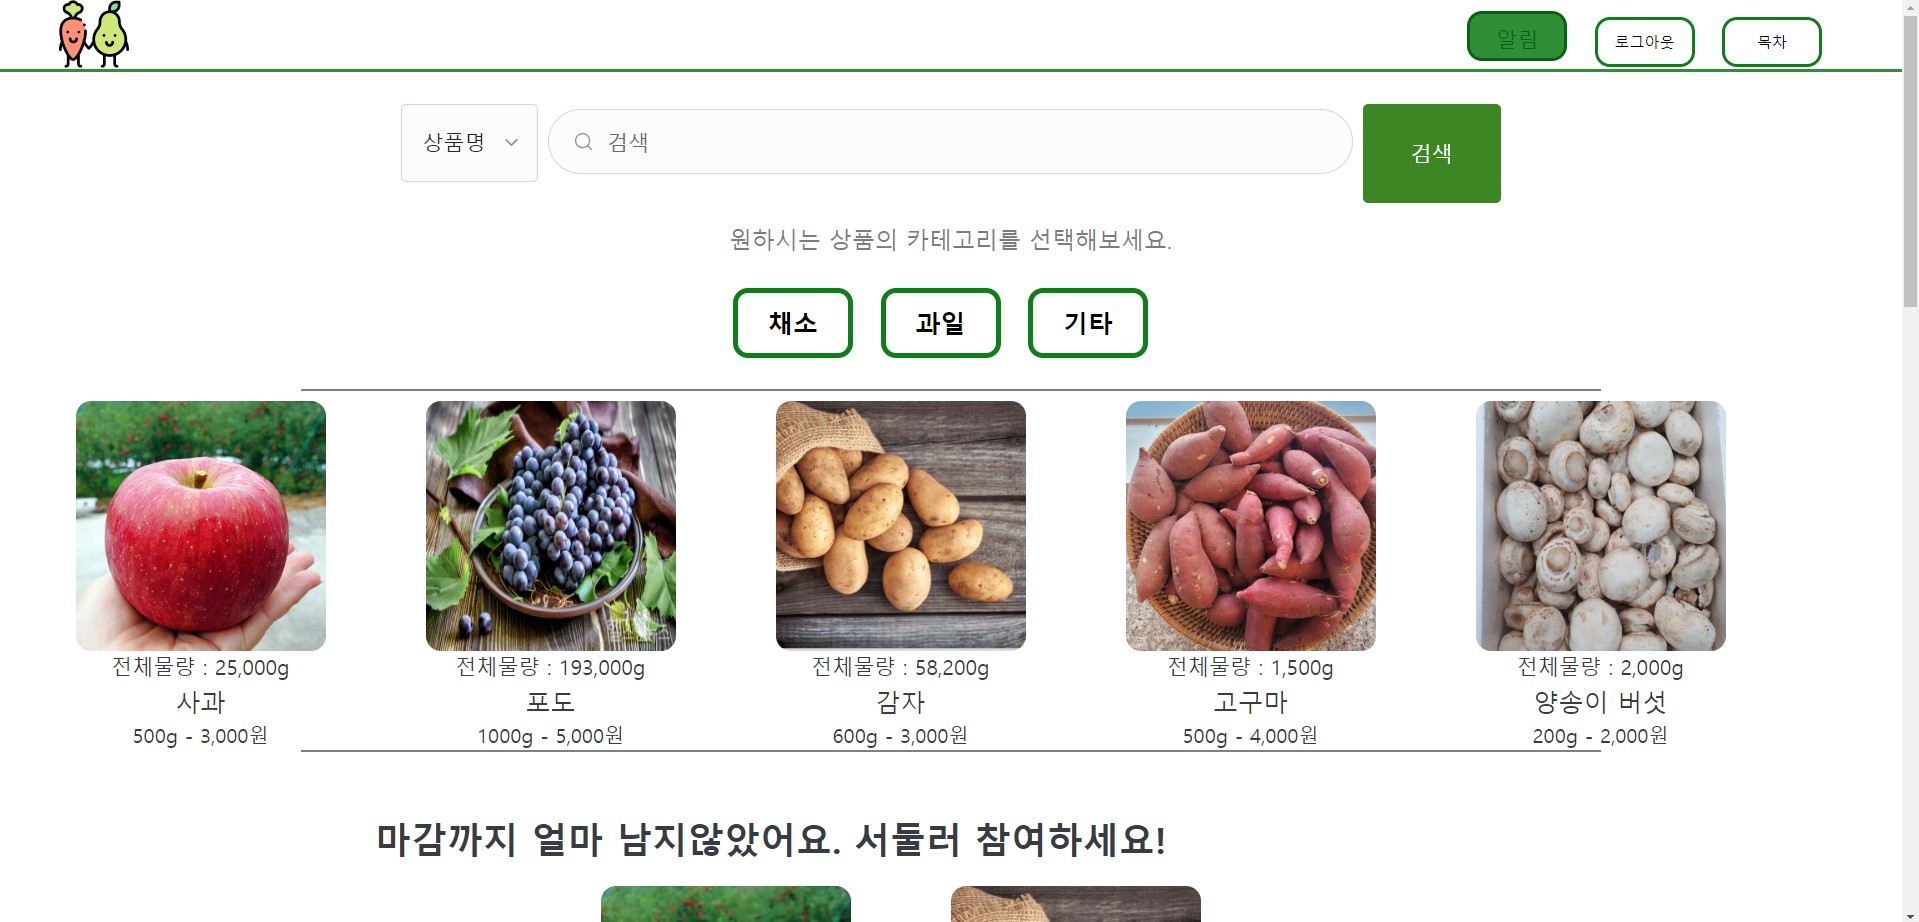 알림
로그아웃
목차
상품명
검색
검색
원하시는 상품의 카테고리를 선택해보세요.
채소
과일
기타
전체물량 : 25,000g
사과
500g - 3,000원
전체물량 : 193,000g
포도
1000g - 5,000원
전체물량 : 58,200g
감자
600g - 3,000원
전체물량 : 1,500g
고구마
500g - 4,000원
전체물량 : 2,000g
양송이 버섯
200g - 2,000원
마감까지 얼마 남지않았어요. 서둘러 참여하세요!